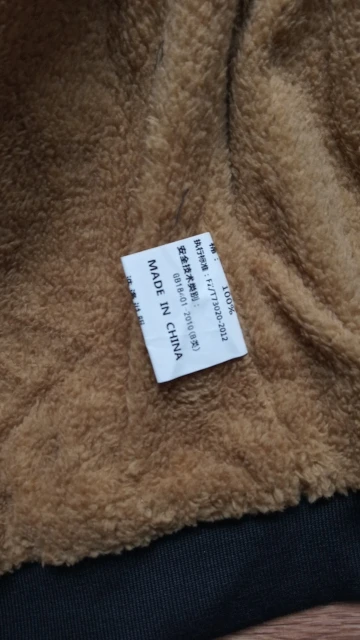 棉： 100%
执行标准：FZ/T73020-2012
安全技术类别：
GB18401 2010(B类)
MADE IN CHINA